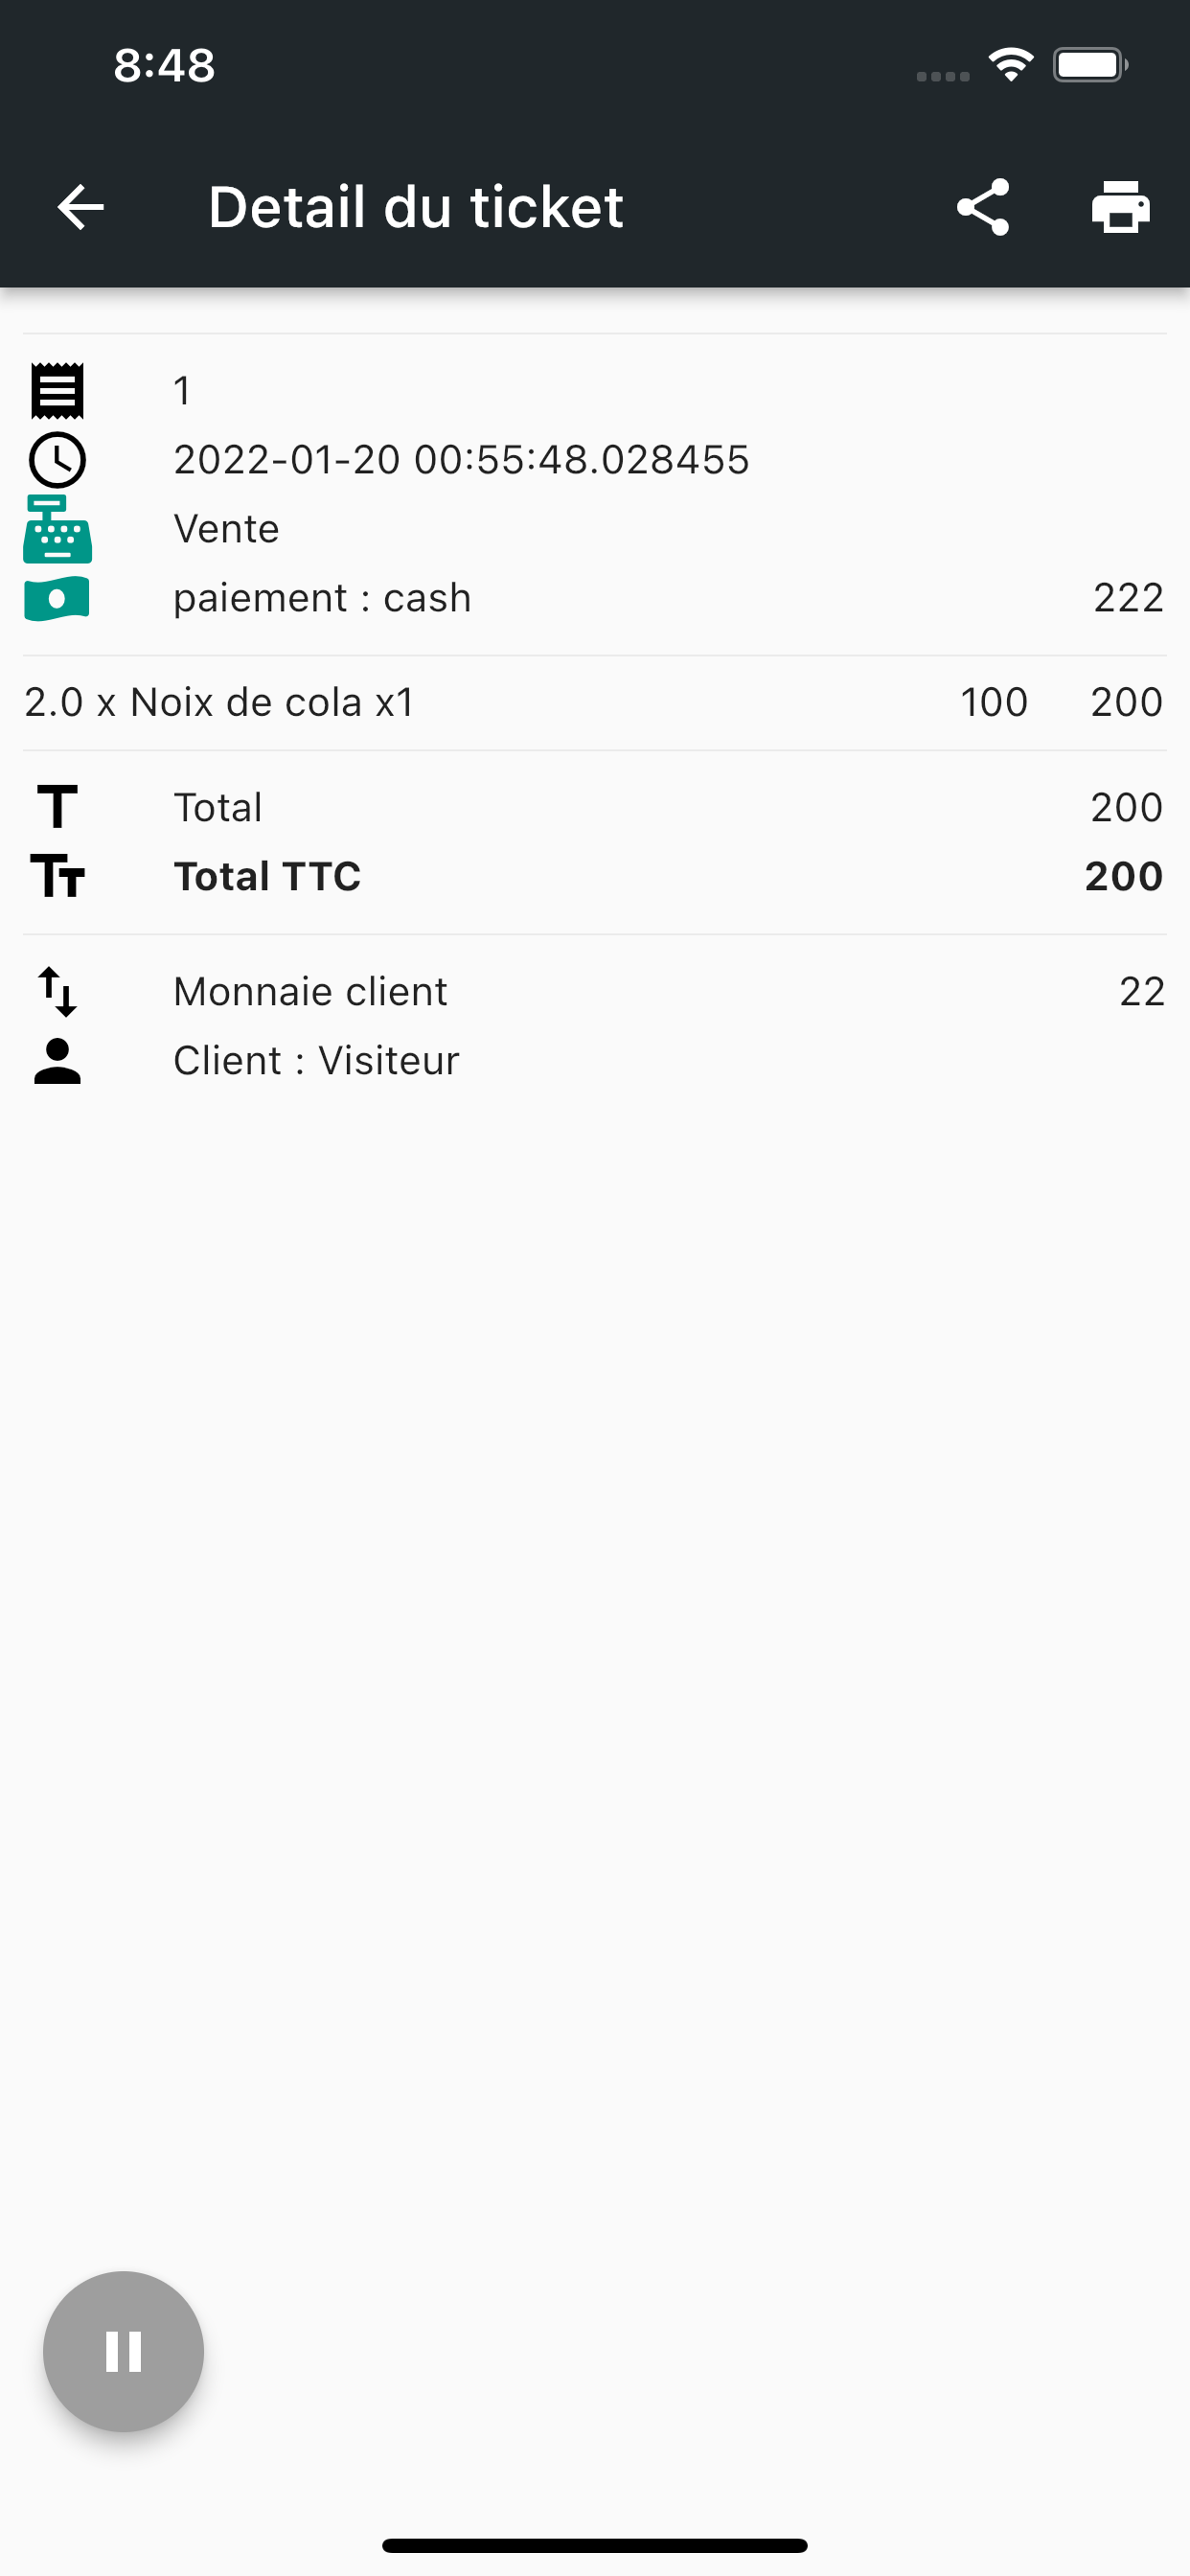 8:48
Detail du ticket
1
2022-01-20 00:55:48.028455
Vente
paiement : cash 222
2.0 x Noix de cola x1 100 200
Total 200
Total TTC 200
Monnaie client 22
Client : Visiteur